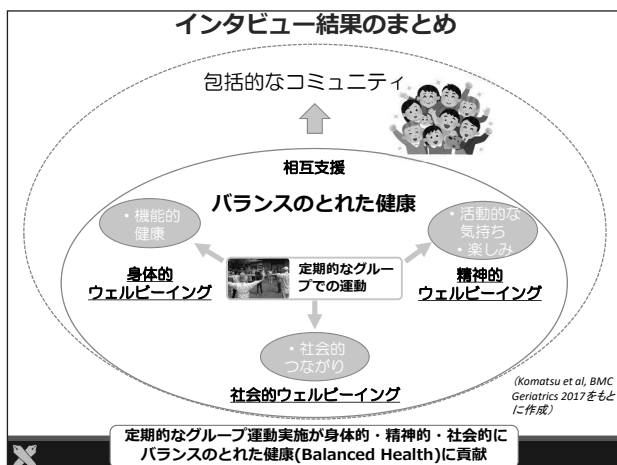 インタビュー結果のまとめ
包括的なコミュニティ
相互支援
バランスのとれた健康
・機能的
健康
・活動的な
気持ち
・楽しみ
身体的
ウェルビーイング
定期的なグルー
プでの運動
精神的
ウェルビーイング
・社会的
つながり
社会的ウェルビーイング
(Komatsu et al, BMC
Geriatrics 2017をもと
に作成)
定期的なグループ運動実施が身体的・精神的・社会的に
バランスのとれた健康(Balanced Health)に貢献